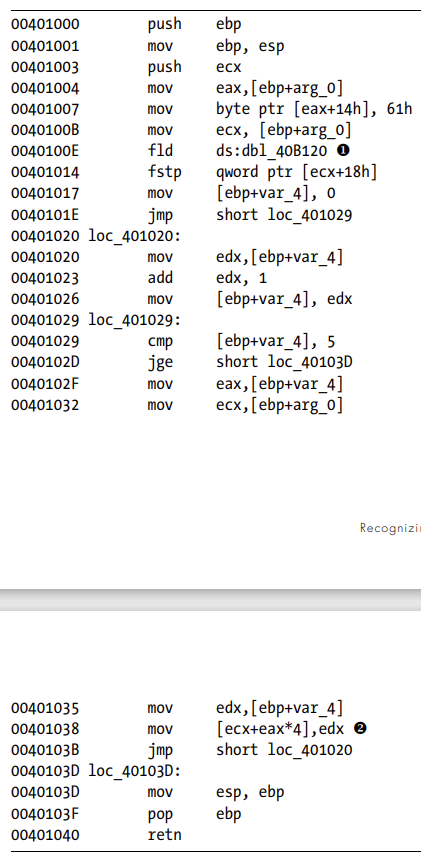 00401000 push ebp
00401001 mov ebp, esp
00401003 push ecx
00401004 mov eax,[ebp+arg_0]
00401007 mov byte ptr [eax+14h], 61h
0040100B mov ecx, [ebp+arg_0]
0040100E fld ds:dbl_40B120 ❶
00401014 fstp qword ptr [ecx+18h]
00401017 mov [ebp+var_4], 0
0040101E jmp short loc_401029
00401020 loc_401020:
00401020 mov edx,[ebp+var_4]
00401023 add edx, 1
00401026 mov [ebp+var_4], edx
00401029 loc_401029:
00401029 cmp [ebp+var_4], 5
0040102D jge short loc_40103D
0040102F mov eax,[ebp+var_4]
00401032 mov ecx,[ebp+arg_0]
00401035 mov edx,[ebp+var_4]
00401038 mov [ecx+eax*4],edx ❷
0040103B jmp short loc_401020
0040103D loc_40103D:
0040103D mov esp, ebp
0040103F pop ebp
00401040 retn